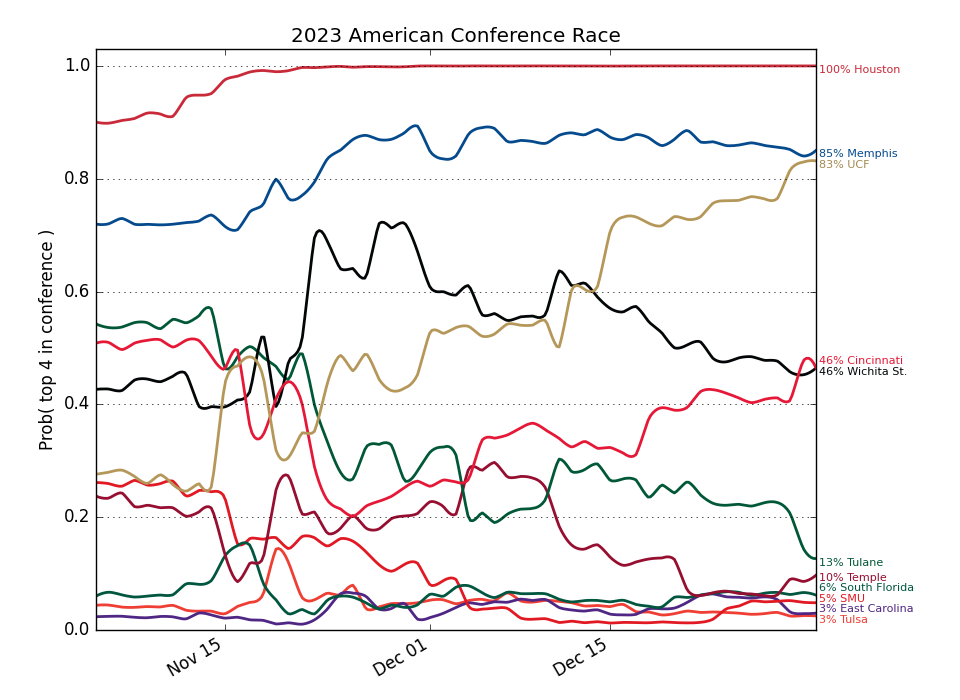 2023 American Conference Race
Prob( top 4 in conference )
1.0
0.8
0.6
0.4
0.2
0.0
Nov 15
Dec 01
Dec 15
100% Houston
85% Memphis
83% UCF
46% Cincinnati
46% Wichita St.
13% Tulane
10% Temple
6% South Florida
5% SMU
3% East Carolina
3% Tulsa